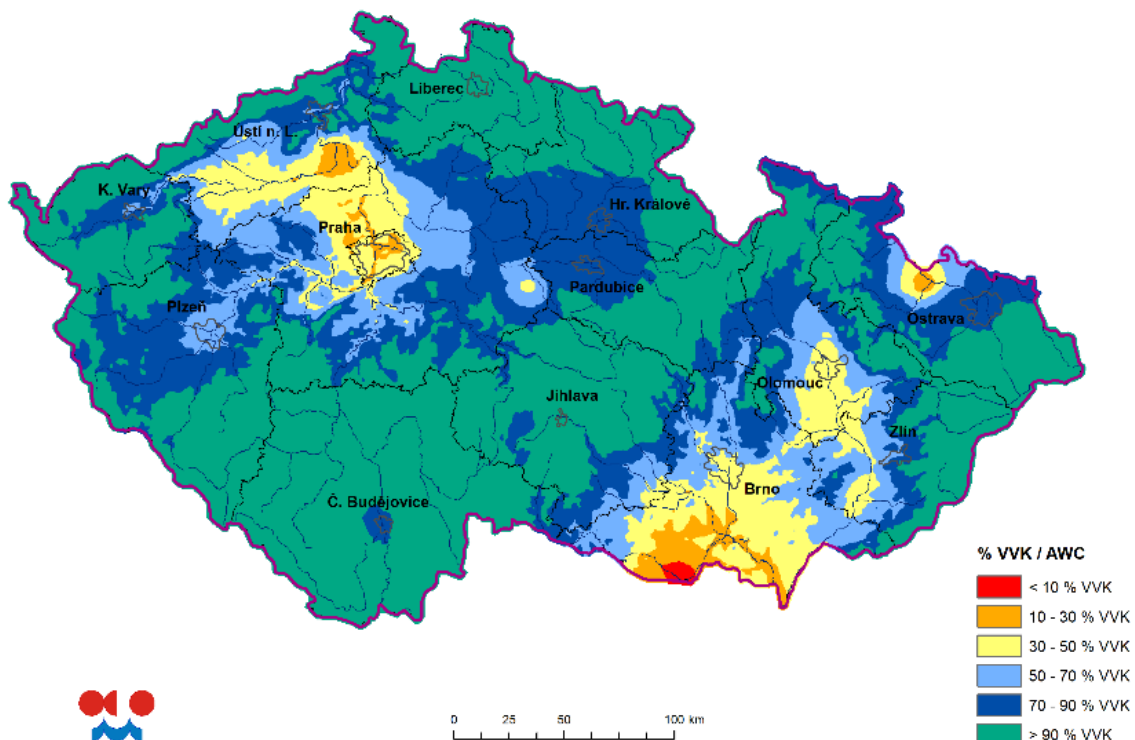 Liberec
Ústí n. L.
K. Vary
Hr. Králové
Praha
Pardubice
Plzeň
Ostrava
Olomouc
Jihlava
Zlín
Brno
Č. Budějovice
% VVK / AWC
< 10 % VVK
10 - 30 % VVK
30 - 50 % VVK
50 - 70 % VVK
70 - 90 % VVK
> 90 % VVK
0 25 50 100 km